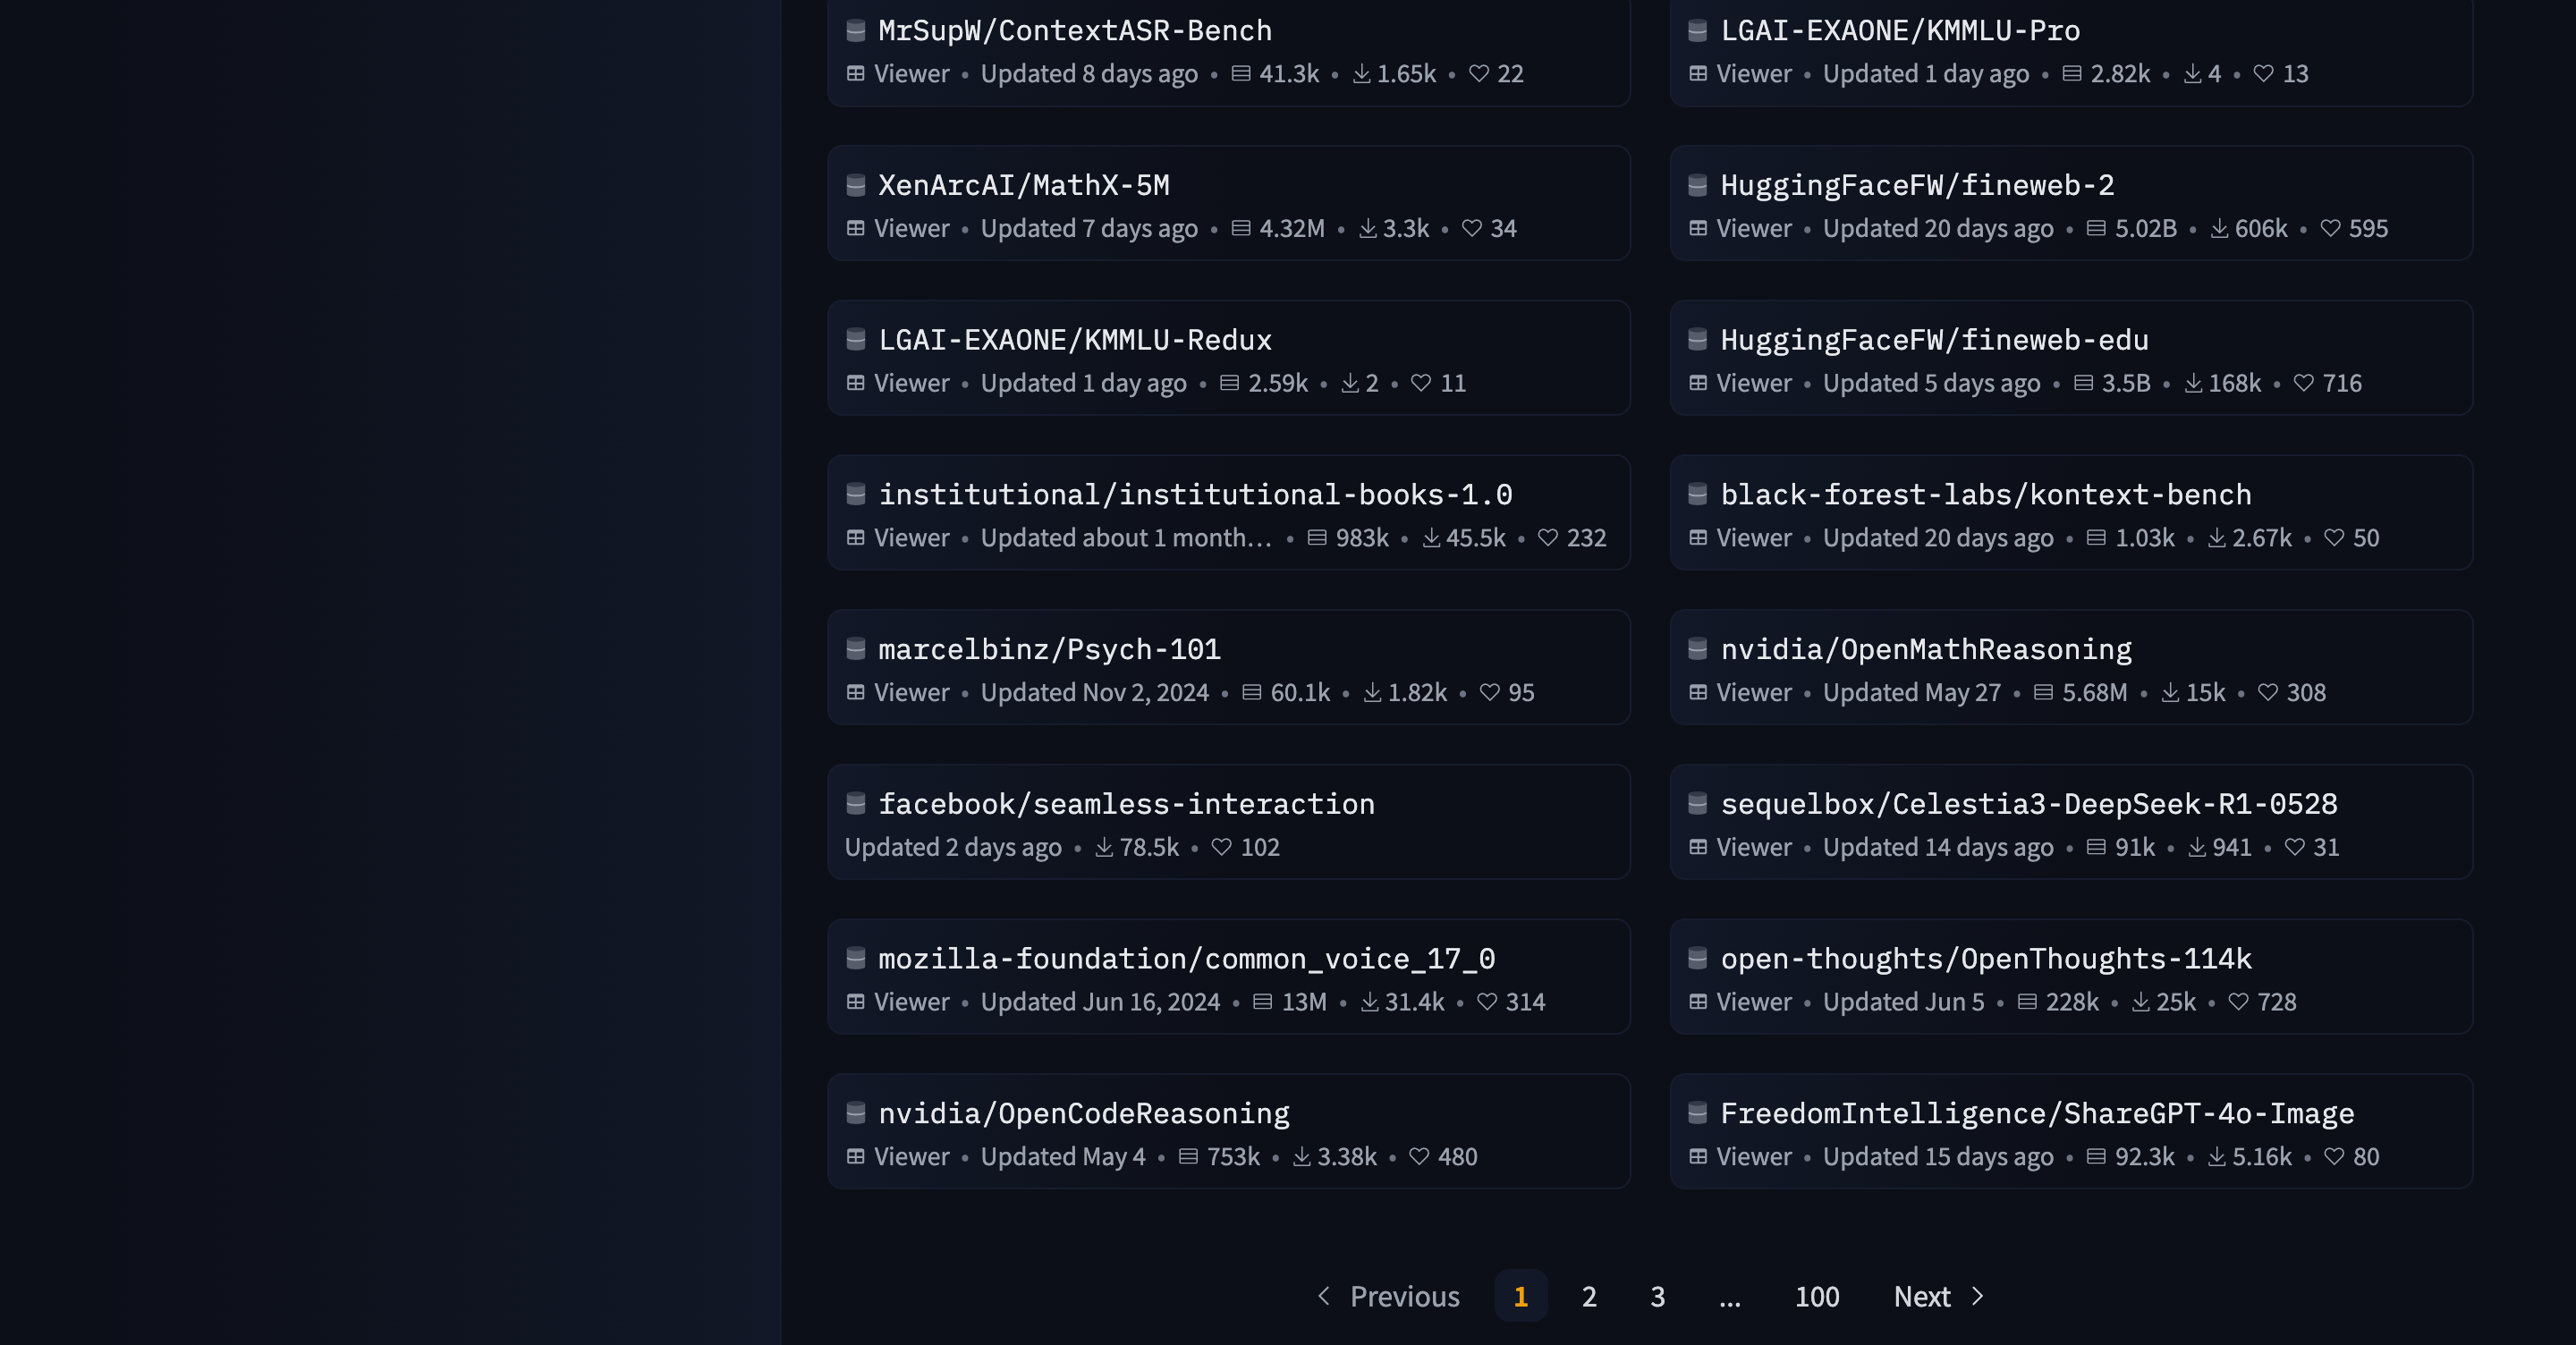 MrSupW/ContextASR-Bench
Viewer • Updated 8 days ago • 41.3k • 1.65k • 22
LGAI-EXAONE/KMMLU-Pro
Viewer • Updated 1 day ago • 2.82k • 4 • 13
XenArcAI/MathX-5M
Viewer • Updated 7 days ago • 4.32M • 3.3k • 34
HuggingFaceFW/fineweb-2
Viewer • Updated 20 days ago • 5.02B • 606k • 595
LGAI-EXAONE/KMMLU-Redux
Viewer • Updated 1 day ago • 2.59k • 2 • 11
HuggingFaceFW/fineweb-edu
Viewer • Updated 5 days ago • 3.5B • 168k • 716
institutional/institutional-books-1.0
Viewer • Updated about 1 month… • 983k • 45.5k • 232
black-forest-labs/kontext-bench
Viewer • Updated 20 days ago • 1.03k • 2.67k • 50
marcelbinz/Psych-101
Viewer • Updated Nov 2, 2024 • 60.1k • 1.82k • 95
nvidia/OpenMathReasoning
Viewer • Updated May 27 • 5.68M • 15k • 308
facebook/seamless-interaction
Updated 2 days ago • 78.5k • 102
sequelbox/Celestia3-DeepSeek-R1-0528
Viewer • Updated 14 days ago • 91k • 941 • 31
mozilla-foundation/common_voice_17_0
Viewer • Updated Jun 16, 2024 • 13M • 31.4k • 314
open-thoughts/OpenThoughts-114k
Viewer • Updated Jun 5 • 228k • 25k • 728
nvidia/OpenCodeReasoning
Viewer • Updated May 4 • 753k • 3.38k • 480
FreedomIntelligence/ShareGPT-4o-Image
Viewer • Updated 15 days ago • 92.3k • 5.16k • 80
Previous 1 2 3 ... 100 Next